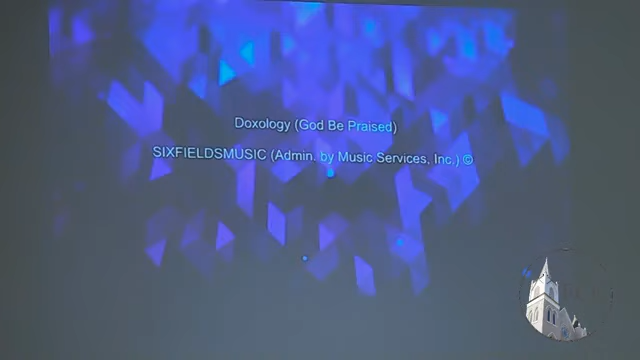 Doxology (God Be Praised)
SIXFIELDSMUSIC (Admin. by Music Services, Inc.) ©